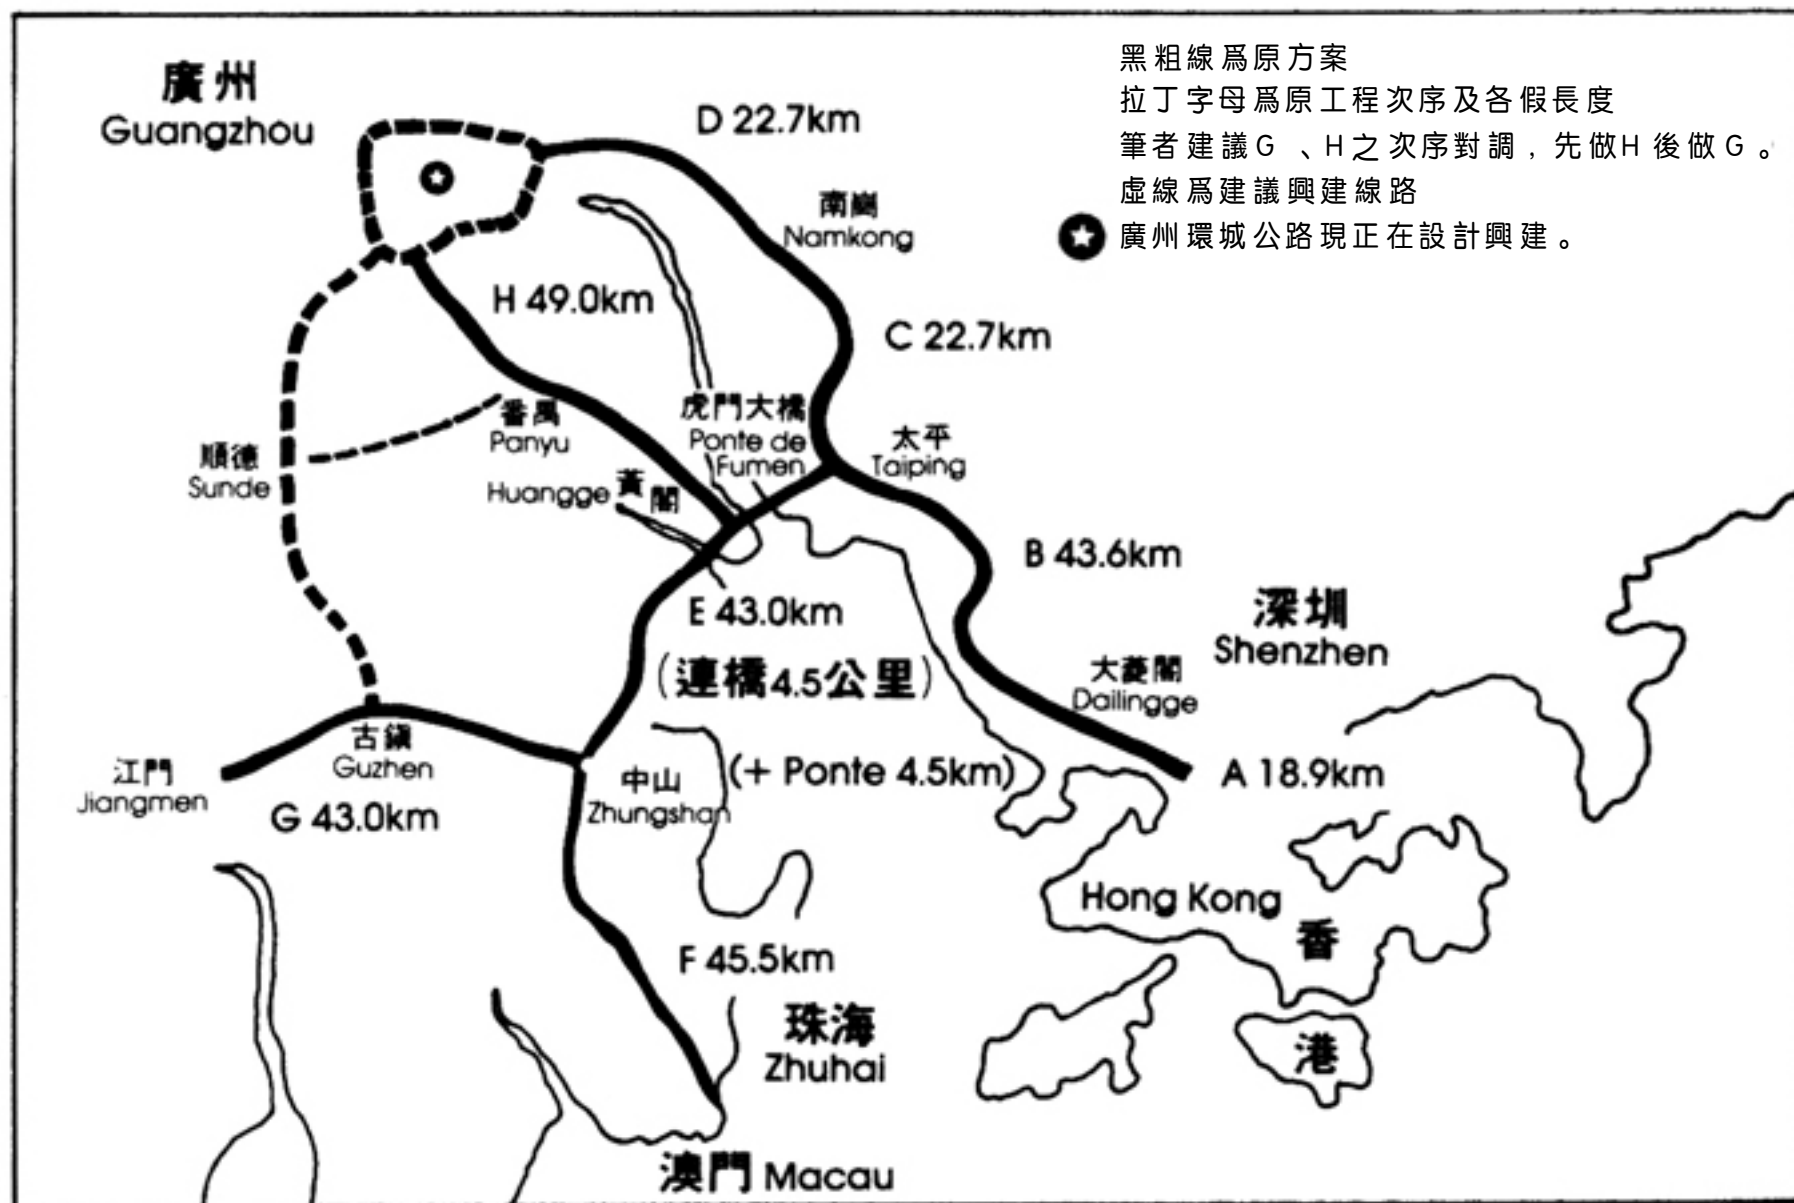 黑粗線爲原方案
拉丁字母爲原工程次序及各假長度
筆者建議G、H之次序對調，先做H後做G。
虛線爲建議興建線路
廣州環城公路現正在設計興建。
廣州
Guangzhou
D 22.7km
南崗
Namkong
H 49.0km
C 22.7km
虎門大橋
Ponte de
Fumen
番禺
Panyu
太平
Taiping
順德
Sunde
Huangge 黃閣
B 43.6km
E 43.0km
(連橋4.5公里)
深圳
Shenzhen
大菱閣
Dailingge
古鎮
Guzhen
江門
Jiangmen
中山
Zhungshan
(+ Ponte 4.5km)
A 18.9km
G 43.0km
Hong Kong
香
港
F 45.5km
珠海
Zhuhai
澳門 Macau